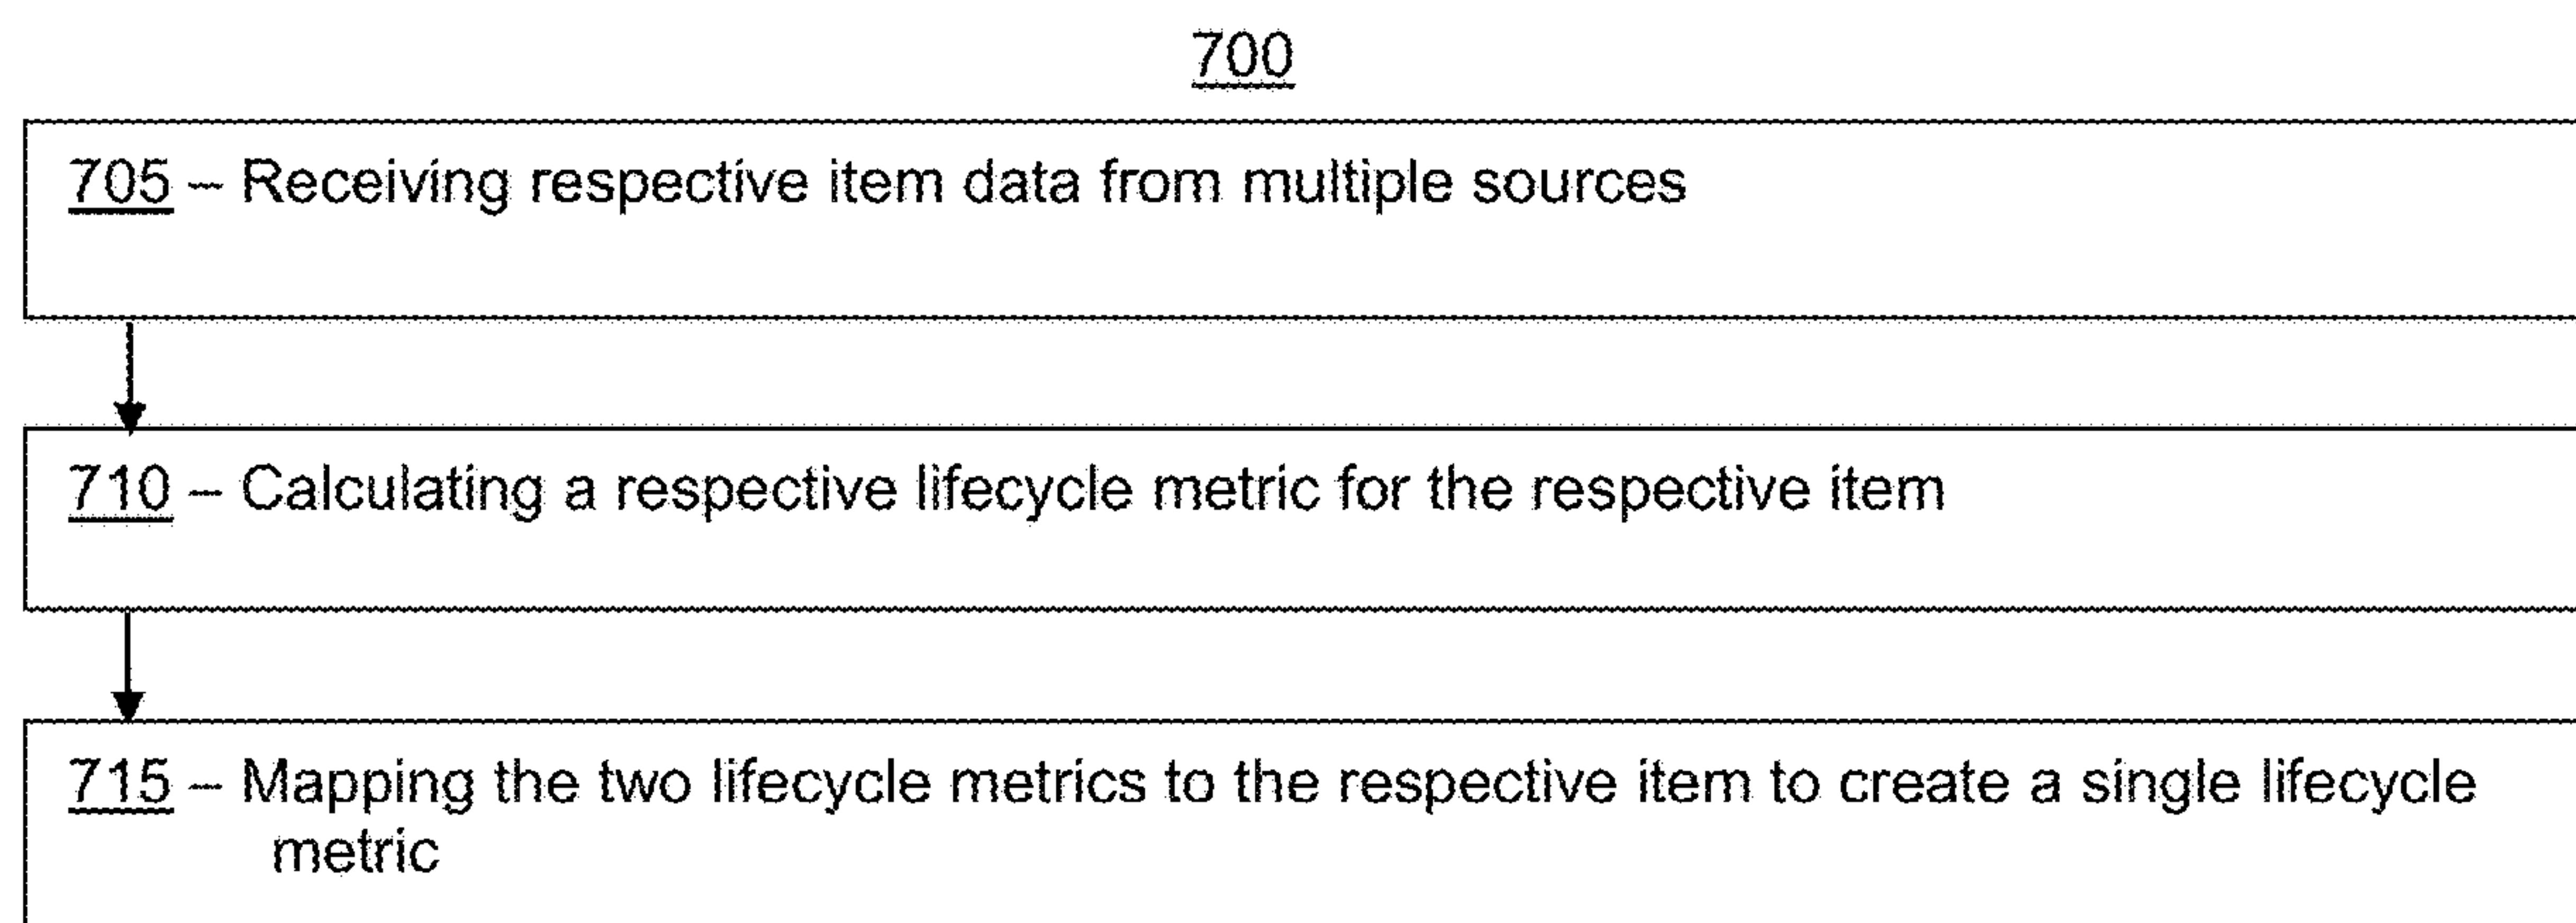 700
705 – Receiving respective item data from multiple sources
710 – Calculating a respective lifecycle metric for the respective item
715 – Mapping the two lifecycle metrics to the respective item to create a single lifecycle
metric